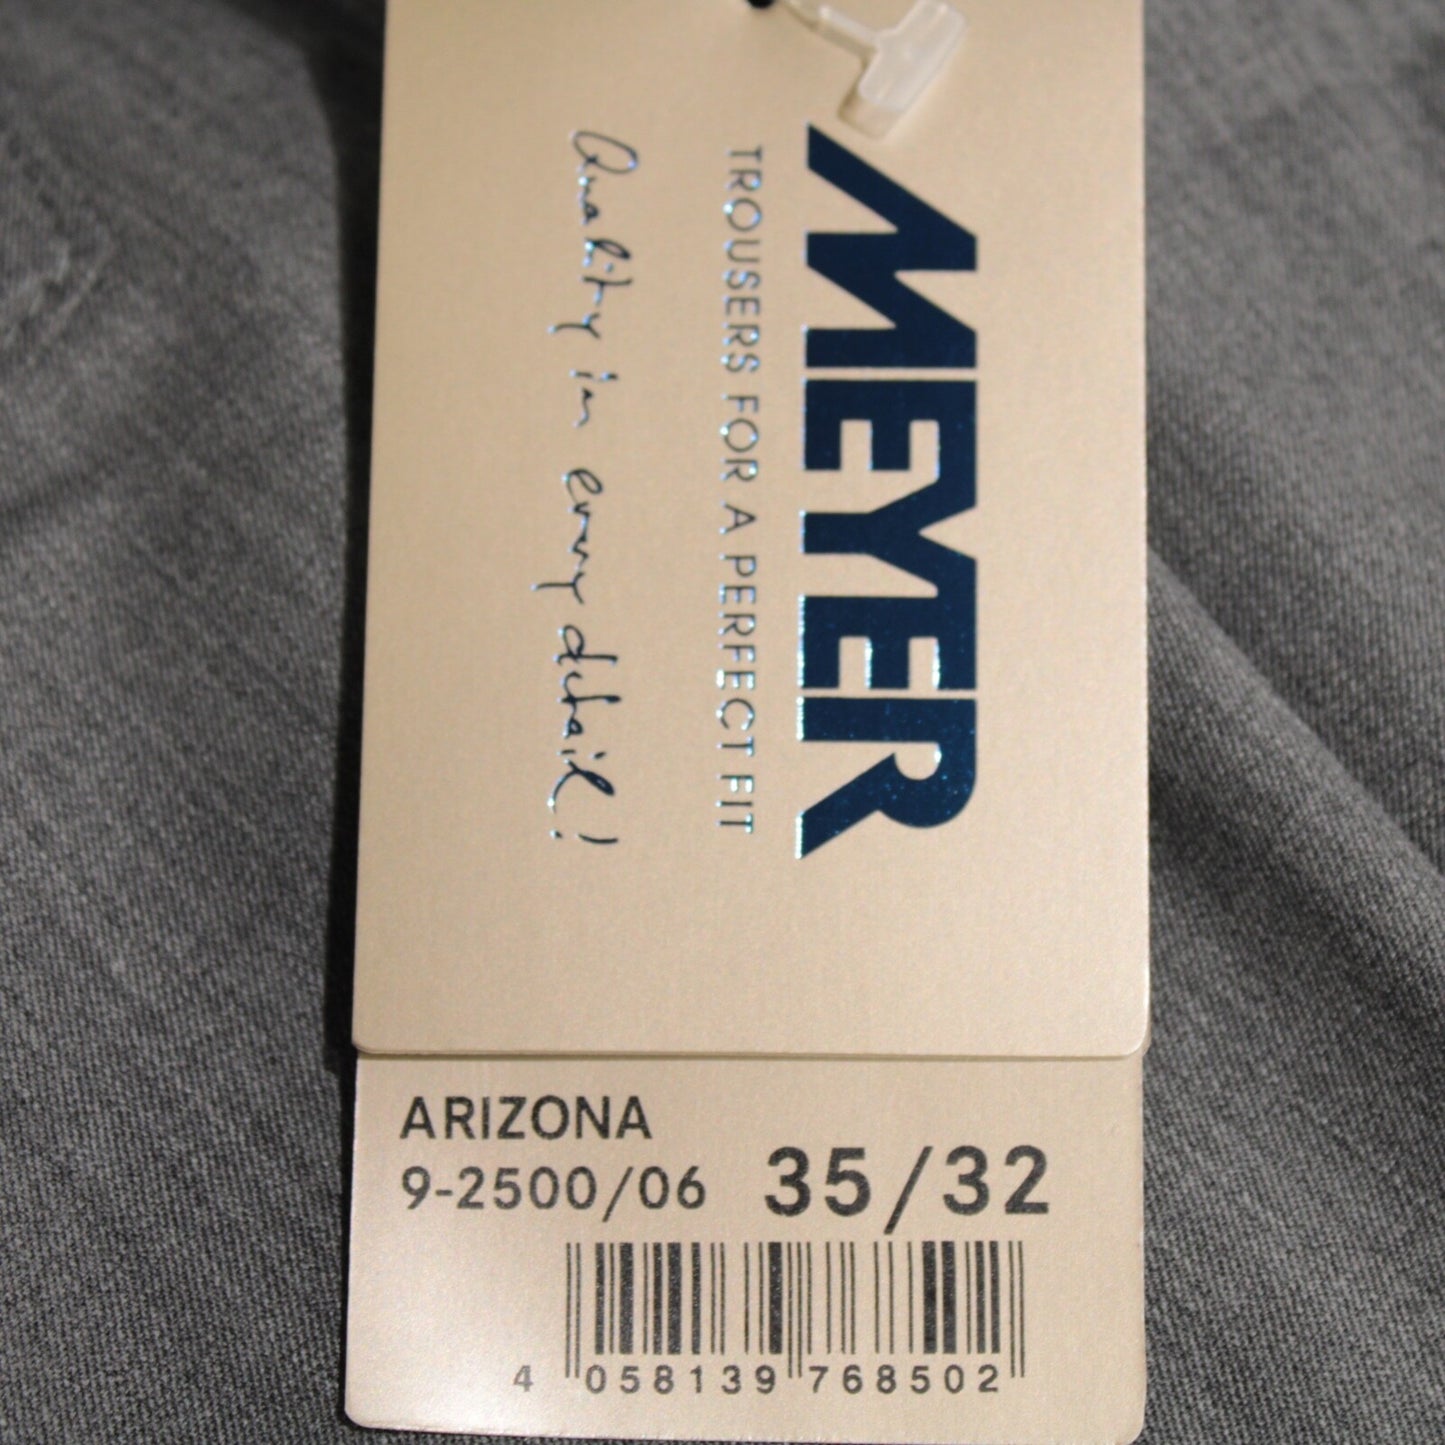 MEYER
TROUSERS FOR A PERFECT FIT
Quality in every detail!
ARIZONA
9-2500/06 35/32
4 058139 768502